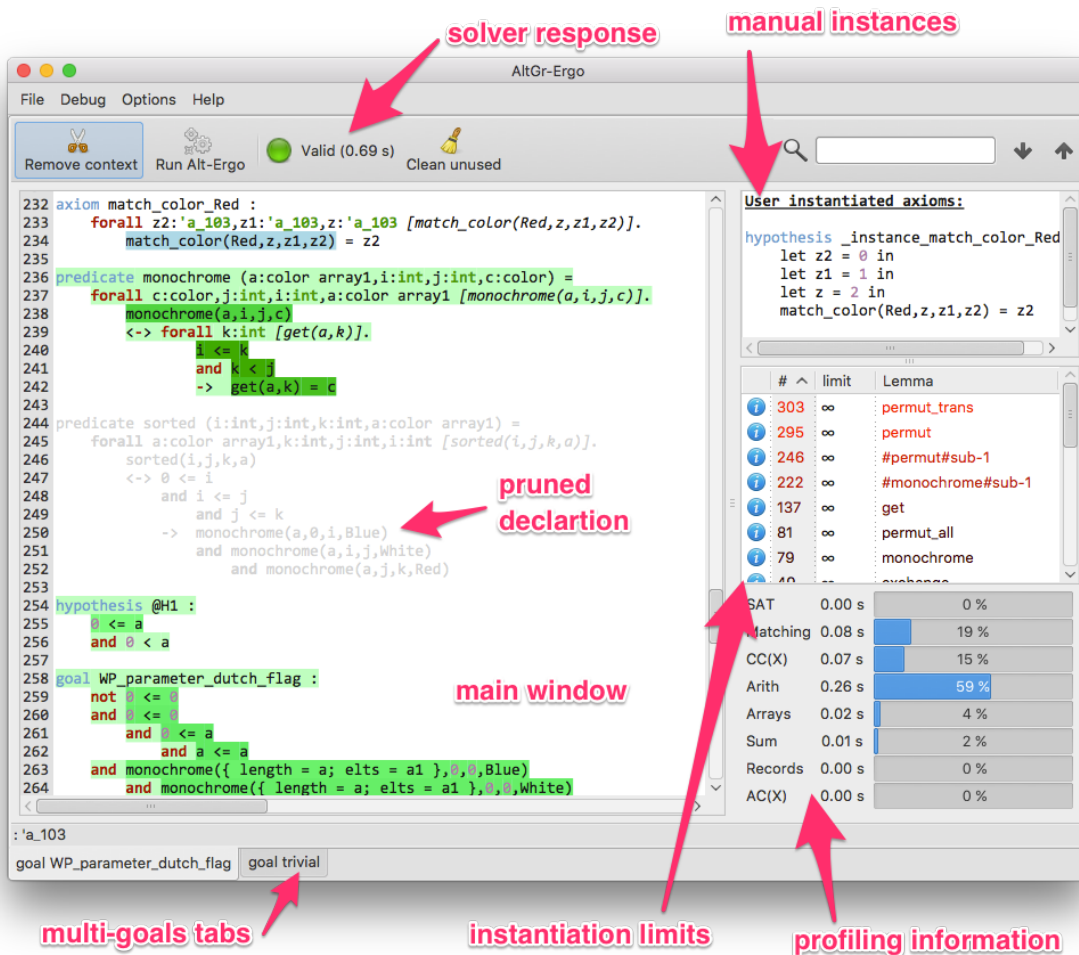 solver response
manual instances
AltGr-Ergo
File Debug Options Help
Remove context
Run Alt-Ergo
Valid (0.69 s)
Clean unused
232 axiom match_color_Red :
233 forall z2:'a_103,z1:'a_103,z:'a_103 [match_color(Red,z,z1,z2)].
234 match_color(Red,z,z1,z2) = z2
235
236 predicate monochrome (a:color array1,i:int,j:int,c:color) =
237 forall c:color,j:int,i:int,a:color array1 [monochrome(a,i,j,c)].
238 monochrome(a,i,j,c)
239 <-> forall k:int [get(a,k)].
240 i <= k
241 and k < j
242 -> get(a,k) = c
243
244 predicate sorted (i:int,j:int,k:int,a:color array1) =
245 forall a:color array1,k:int,j:int,i:int [sorted(i,j,k,a)].
246 sorted(i,j,k,a)
247 <-> 0 <= i
248 and i <= j
249 and j <= k
250 -> monochrome(a,0,i,Blue)
251 and monochrome(a,i,j,White)
252 and monochrome(a,j,k,Red)
253
254 hypothesis @H1 :
255 0 <= a
256 and 0 < a
257
258 goal WP_parameter_dutch_flag :
259 not 0 <= 0
260 and 0 <= 0
261 and 0 <= a
262 and a <= a
263 and monochrome({ length = a; elts = a1 },0,0,Blue)
264 and monochrome({ length = a; elts = a1 },0,0,White)
pruned
declartion
main window
User instantiated axioms:
hypothesis _instance_match_color_Red
let z2 = 0 in
let z1 = 1 in
let z = 2 in
match_color(Red,z,z1,z2) = z2
# limit Lemma
303 ∞ permut_trans
295 ∞ permut
246 ∞ #permut#sub-1
222 ∞ #monochrome#sub-1
137 ∞ get
81 ∞ permut_all
79 ∞ monochrome
SAT 0.00 s 0 %
Matching 0.08 s 19 %
CC(X) 0.07 s 15 %
Arith 0.26 s 59 %
Arrays 0.02 s 4 %
Sum 0.01 s 2 %
Records 0.00 s 0 %
AC(X) 0.00 s 0 %
: 'a_103
goal WP_parameter_dutch_flag
goal trivial
multi-goals tabs
instantiation limits
profiling information